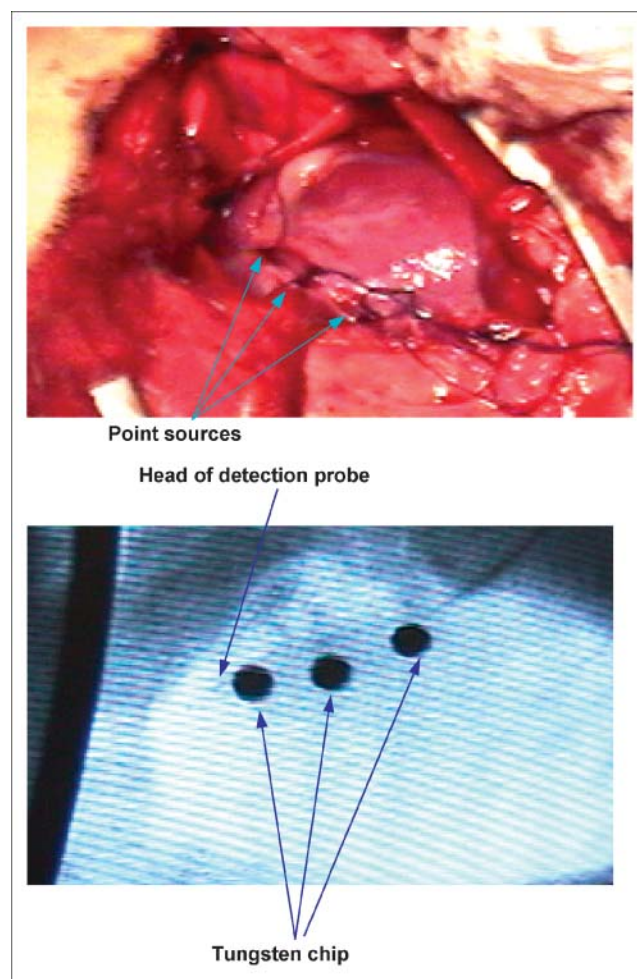 Point sources
Head of detection probe
Tungsten chip